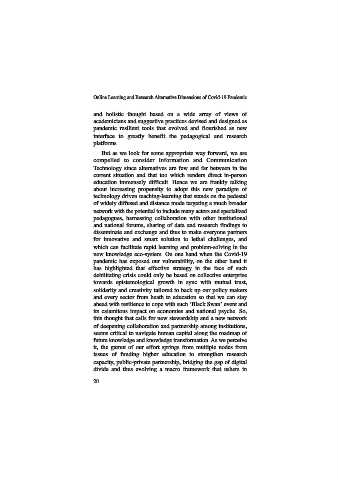 Online Learning and Research Alternative Dimensions of Covid-19 Pandemic
and holistic thought based on a wide array of views of
academicians and suggestive practices devised and designed as
pandemic resilient tools that evolved and flourished as new
interface to greatly benefit the pedagogical and research
platforms.
But as we look for some appropriate way forward, we are
compelled to consider Information and Communication
Technology since alternatives are few and far between in the
current situation and that too which renders direct in-person
education immensely difficult. Hence we are frankly talking
about increasing propensity to adopt this new paradigm of
technology driven teaching-learning that stands on the pedestal
of widely diffused and distance mode targeting a much broader
network with the potential to include many actors and specialized
pedagogues, harnessing collaboration with other institutional
and national forums, sharing of data and research findings to
disseminate and exchange and thus to make everyone partners
for innovative and smart solution to lethal challenges, and
which can facilitate rapid learning and problem-solving in the
new knowledge eco-system. On one hand when the Covid-19
pandemic has exposed our vulnerability, on the other hand it
has highlighted that effective strategy in the face of such
debilitating crisis could only be based on collective enterprise
towards epistemological growth in sync with mutual trust,
solidarity and creativity tailored to back up our policy makers
and every sector from heath to education so that we can stay
ahead with resilience to cope with such 'Black Swan' event and
its calamitous impact on economies and national psyche. So,
this thought that calls for new stewardship and a new network
of deepening collaboration and partnership among institutions,
seems critical to navigate human capital along the roadmap of
future knowledge and knowledge transformation. As we perceive
it, the gamut of our effort springs from multiple nodes from
issues of funding higher education to strengthen research
capacity, public-private partnership, bridging the gap of digital
divide and thus evolving a macro framework that ushers in
20